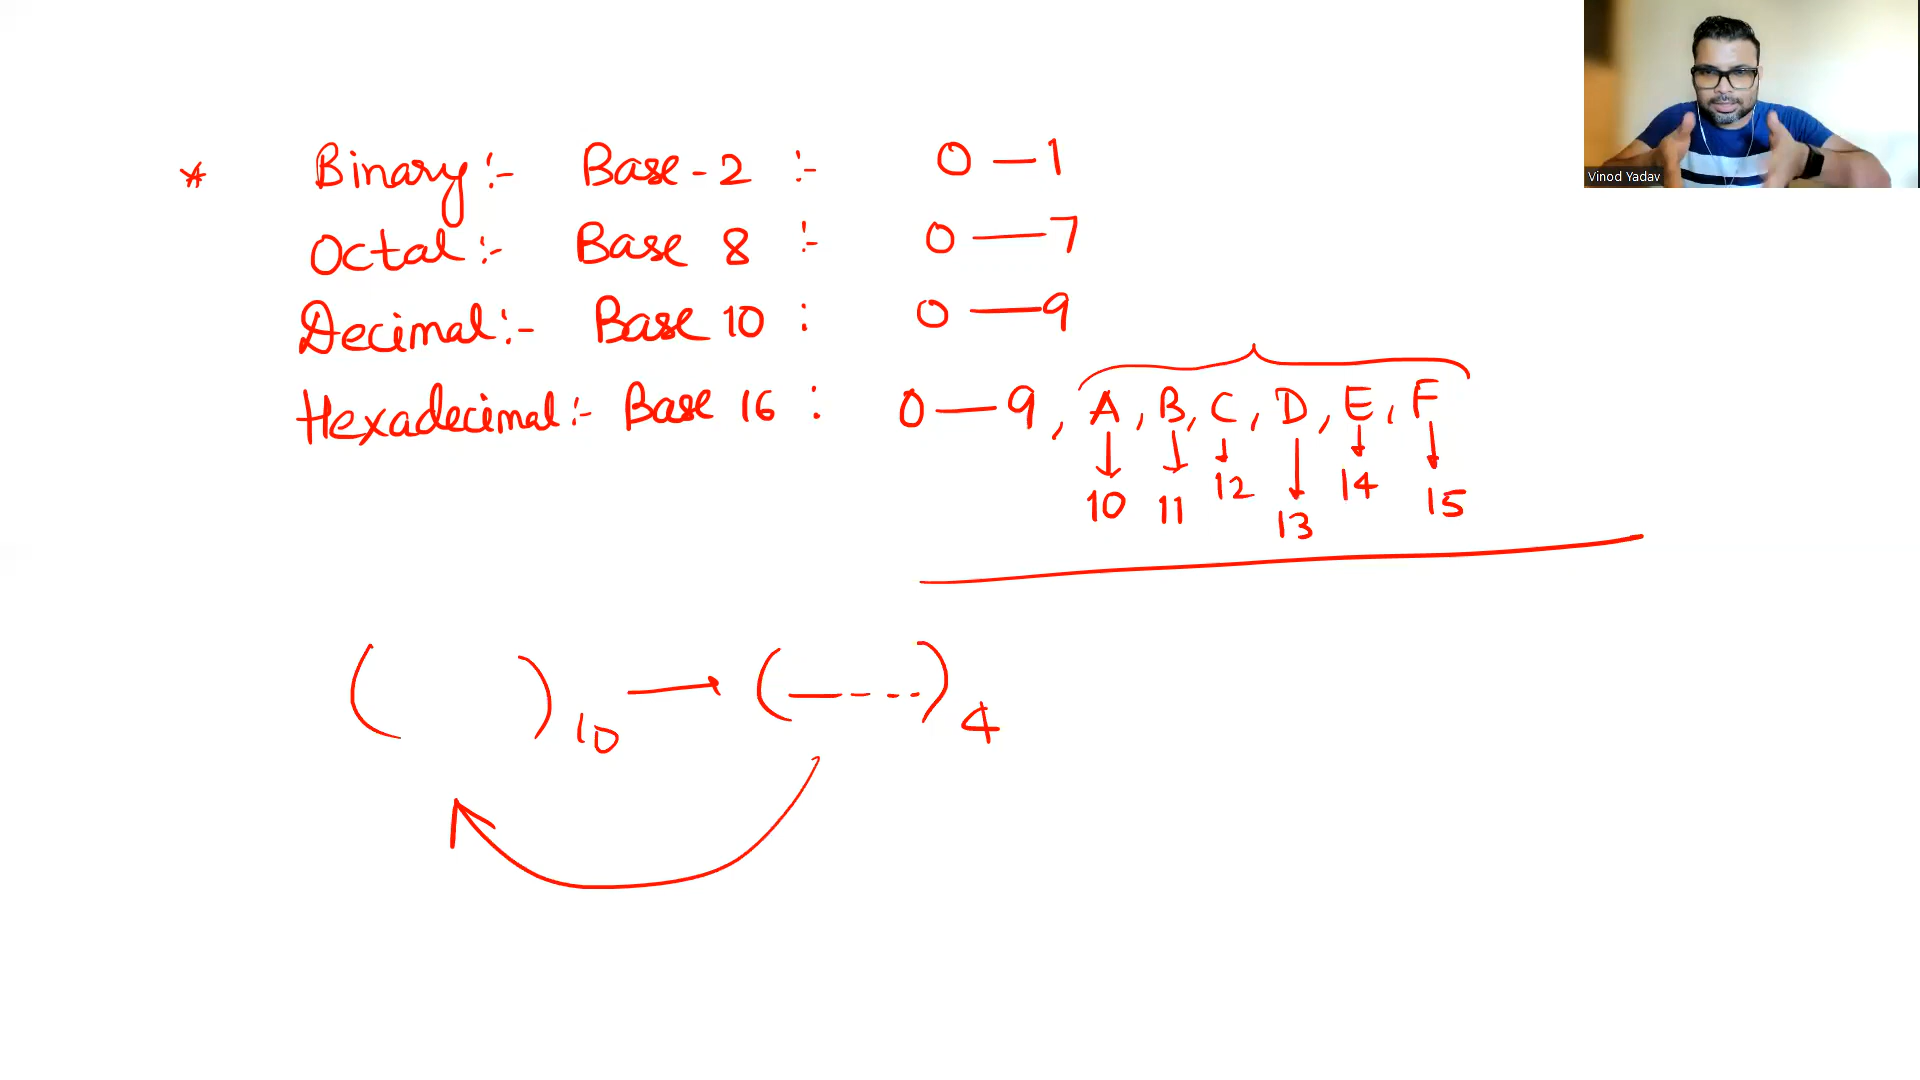 Vinod Yadav
* Binary:- Base-2 :- 0 — 1
Octal:- Base 8 :- 0 — 7
Decimal:- Base 10 : 0 — 9
Hexadecimal:- Base 16 : 0 — 9, A, B, C, D, E, F
10 11 12 13 14 15
( )10 → ( — - - - )4